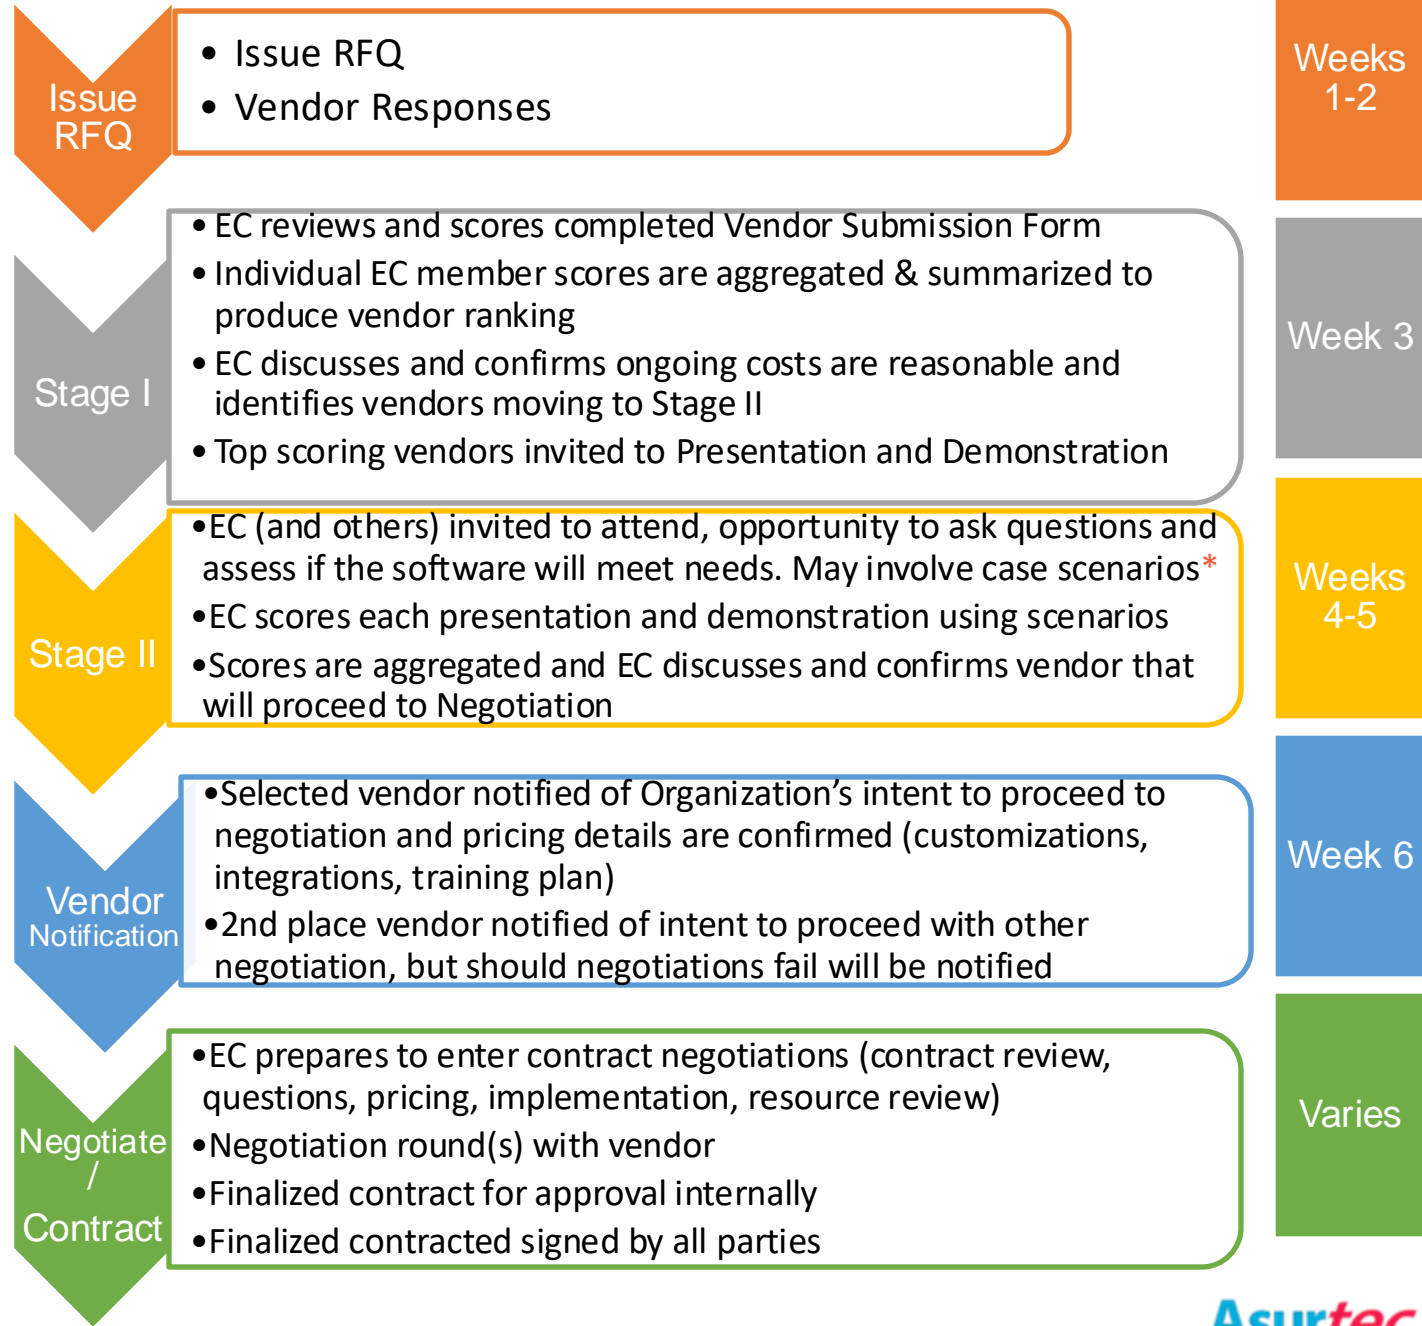 Issue
RFQ
• Issue RFQ
• Vendor Responses
Weeks
1-2
Stage I
• EC reviews and scores completed Vendor Submission Form
• Individual EC member scores are aggregated & summarized to
produce vendor ranking
• EC discusses and confirms ongoing costs are reasonable and
identifies vendors moving to Stage II
• Top scoring vendors invited to Presentation and Demonstration
Week 3
Stage II
•EC (and others) invited to attend, opportunity to ask questions and
assess if the software will meet needs. May involve case scenarios*
•EC scores each presentation and demonstration using scenarios
•Scores are aggregated and EC discusses and confirms vendor that
will proceed to Negotiation
Weeks
4-5
Vendor
Notification
•Selected vendor notified of Organization’s intent to proceed to
negotiation and pricing details are confirmed (customizations,
integrations, training plan)
•2nd place vendor notified of intent to proceed with other
negotiation, but should negotiations fail will be notified
Week 6
Negotiate
/
Contract
•EC prepares to enter contract negotiations (contract review,
questions, pricing, implementation, resource review)
•Negotiation round(s) with vendor
•Finalized contract for approval internally
•Finalized contracted signed by all parties
Varies
Asurtec